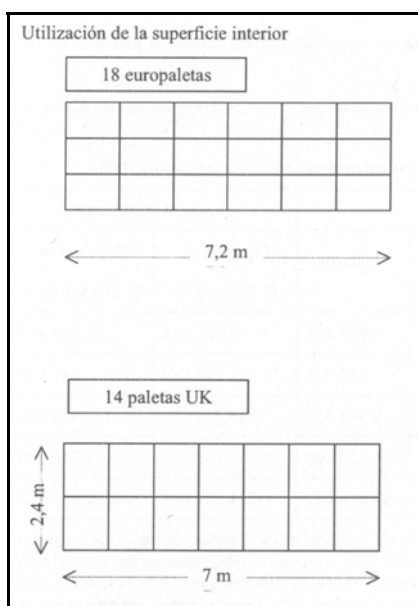 Utilización de la superficie interior
18 europaletas
7,2 m
14 paletas UK
2,4 m
7 m